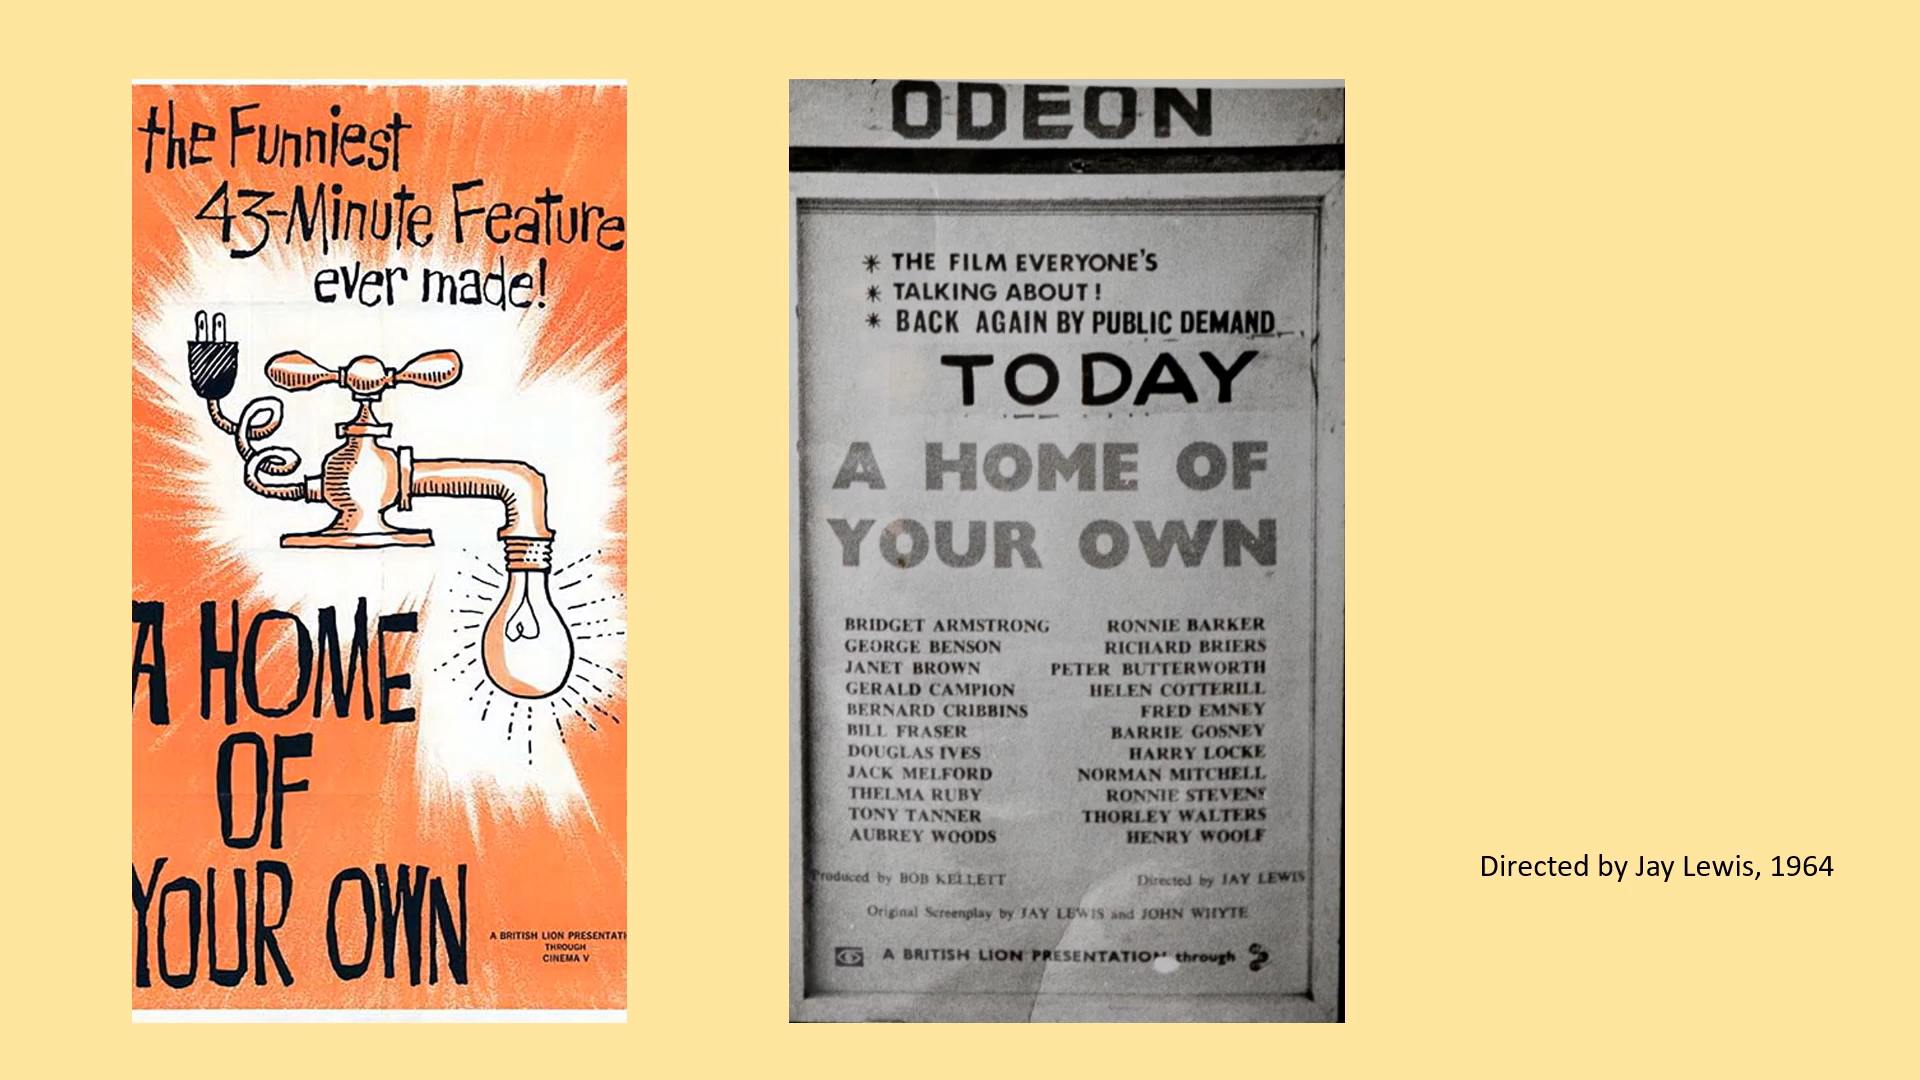 the Funniest
43-Minute Feature
ever made!
A HOME
OF
YOUR OWN
A BRITISH LION PRESENTATI
THROUGH
CINEMA V
ODEON
* THE FILM EVERYONE'S
* TALKING ABOUT!
* BACK AGAIN BY PUBLIC DEMAND
TODAY
A HOME OF
YOUR OWN
BRIDGET ARMSTRONG RONNIE BARKER
GEORGE BENSON RICHARD BRIERS
JANET BROWN PETER BUTTERWORTH
GERALD CAMPION HELEN COTTERILL
BERNARD CRIBBINS FRED EMNEY
BILL FRASER BARRIE GOSNEY
DOUGLAS IVES HARRY LOCKE
JACK MELFORD NORMAN MITCHELL
THELMA RUBY RONNIE STEVENS
TONY TANNER THORLEY WALTERS
AUBREY WOODS HENRY WOOLF
Produced by BOB KELLETT Directed by JAY LEWIS
Original Screenplay by JAY LEWIS and JOHN WHYTE
A BRITISH LION PRESENTATION through
Directed by Jay Lewis, 1964